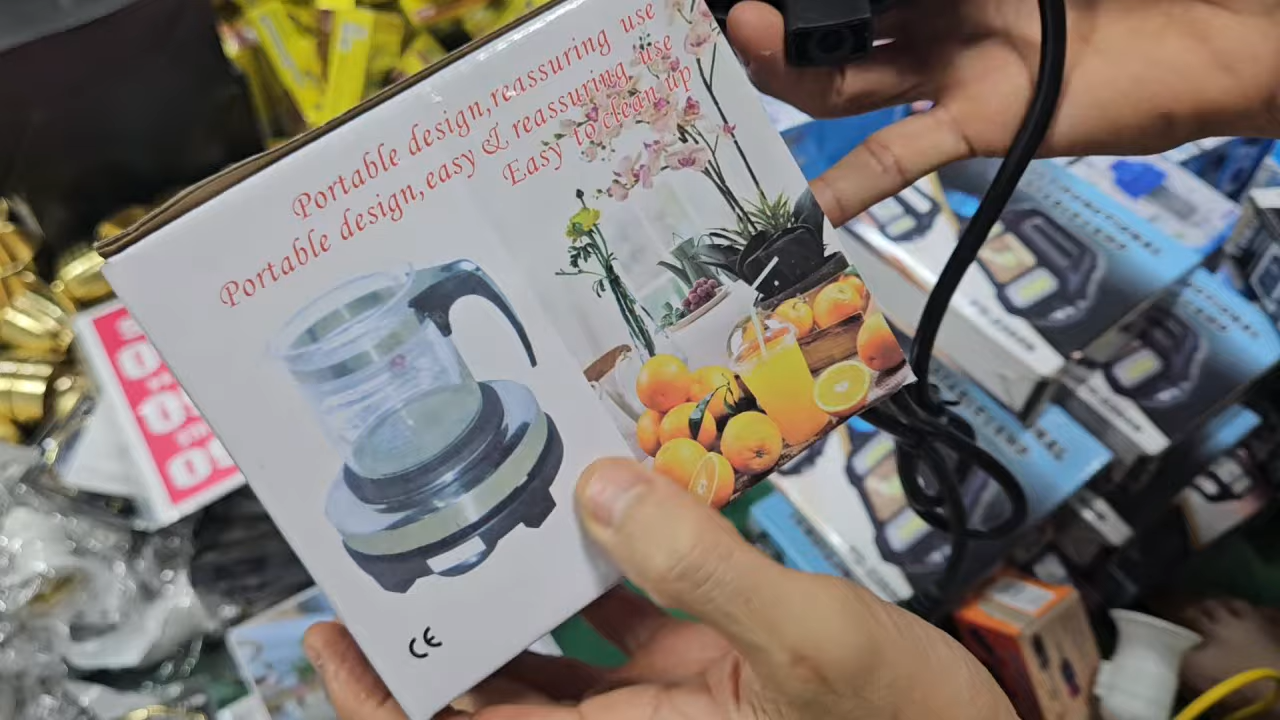 Portable design,reassuring use
Portable design,easy & reassuring use
Easy to clean up
CE